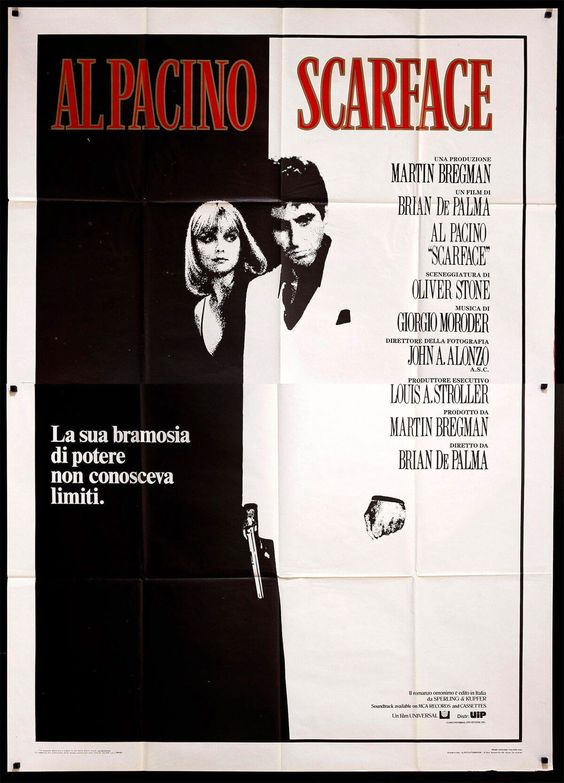 AL PACINO SCARFACE
UNA PRODUZIONE
MARTIN BREGMAN
UN FILM DI
BRIAN DE PALMA
AL PACINO
"SCARFACE"
SCENEGGIATURA DI
OLIVER STONE
MUSICA DI
GIORGIO MORODER
DIRETTORE DELLA FOTOGRAFIA
JOHN A. ALONZO
A.S.C.
PRODUTTORE ESECUTIVO
LOUIS A. STROLLER
PRODOTTO DA
MARTIN BREGMAN
DIRETTO DA
BRIAN DE PALMA
La sua bramosia
di potere
non conosceva
limiti.
Il romanzo omonimo è edito in Italia
da SPERLING & KUPFER
Soundtrack available on MCA RECORDS and CASSETTES
Un film UNIVERSAL Distr. UIP